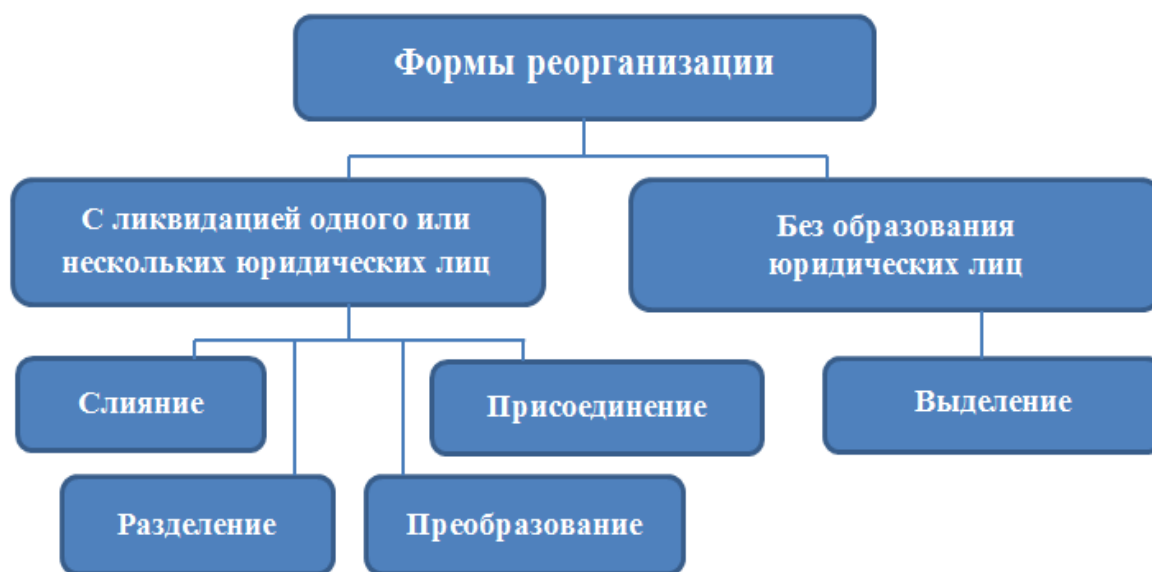 Формы реорганизации
С ликвидацией одного или
нескольких юридических лиц
Без образования
юридических лиц
Слияние
Присоединение
Выделение
Разделение
Преобразование